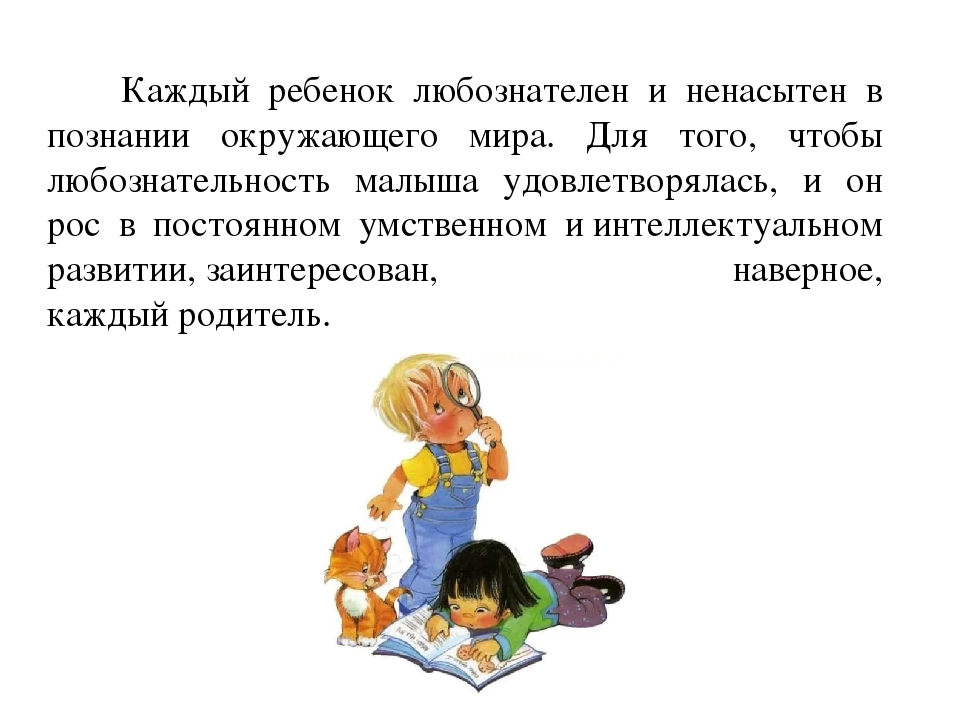 Каждый ребенок любознателен и ненасытен в
познании окружающего мира. Для того, чтобы
любознательность малыша удовлетворялась, и он
рос в постоянном умственном и интеллектуальном
развитии, заинтересован, наверное,
каждый родитель.